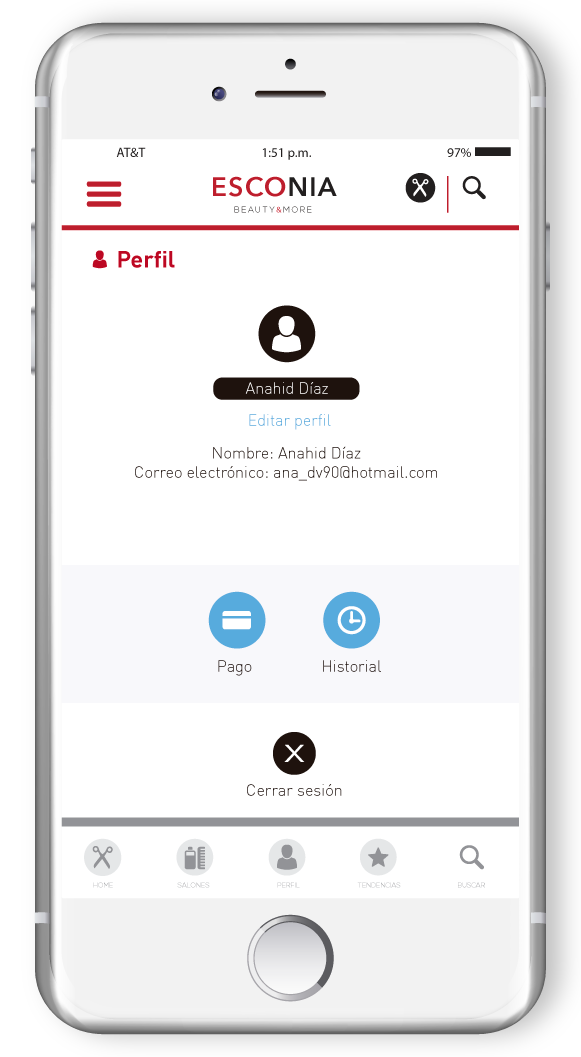 AT&T 1:51 p.m. 97%
ESCONIA
BEAUTY&MORE
Perfil
Anahid Díaz
Editar perfil
Nombre: Anahid Díaz
Correo electrónico: ana_dv90@hotmail.com
Pago Historial
Cerrar sesión
HOME SALONES PERFIL TENDENCIAS BUSCAR